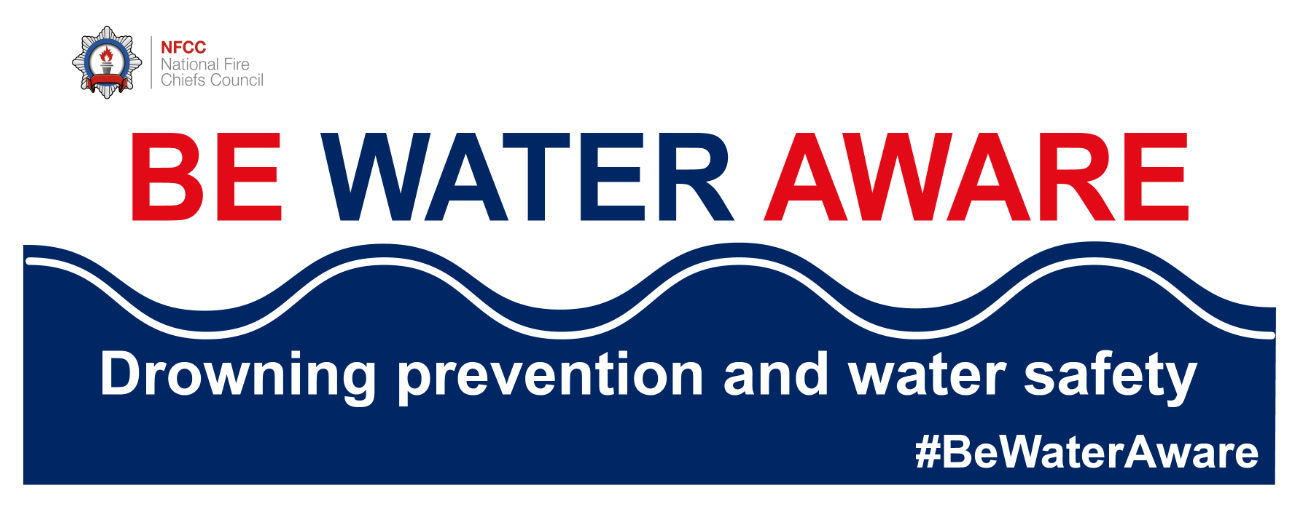 NFCC
National Fire
Chiefs Council
BE WATER AWARE
Drowning prevention and water safety
#BeWaterAware